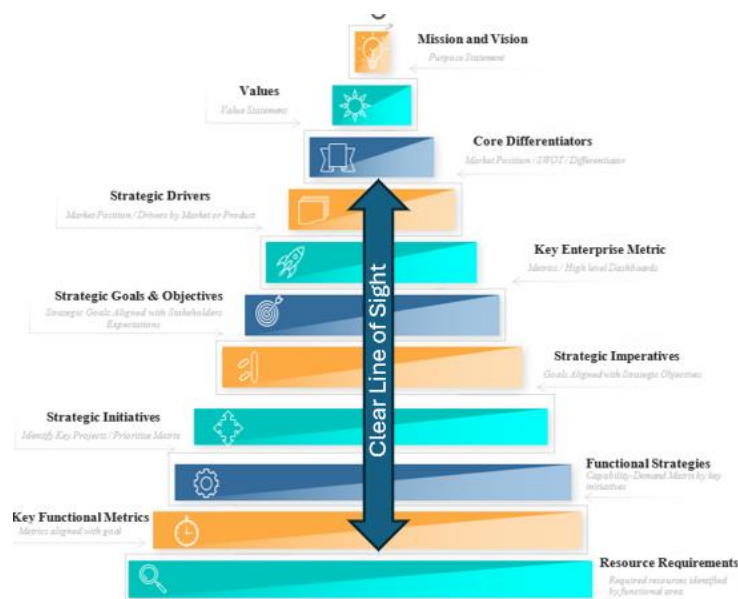 Mission and Vision
Purpose Statement
Values
Value Statement
Core Differentiators
Market Position / SWOT / Differentiator
Strategic Drivers
Market Position / Drivers by Market or Product
Key Enterprise Metric
Metrics / High level Dashboards
Strategic Goals & Objectives
Strategic Goals Aligned with Stakeholders
Expectations
Strategic Imperatives
Goals Aligned with Strategic Objectives
Strategic Initiatives
Identify Key Projects / Prioritise Matrix
Functional Strategies
Capability-Demand Matrix by key
initiatives
Key Functional Metrics
Metrics aligned with goal
Resource Requirements
Required resources identified
by functional area
Clear Line of Sight